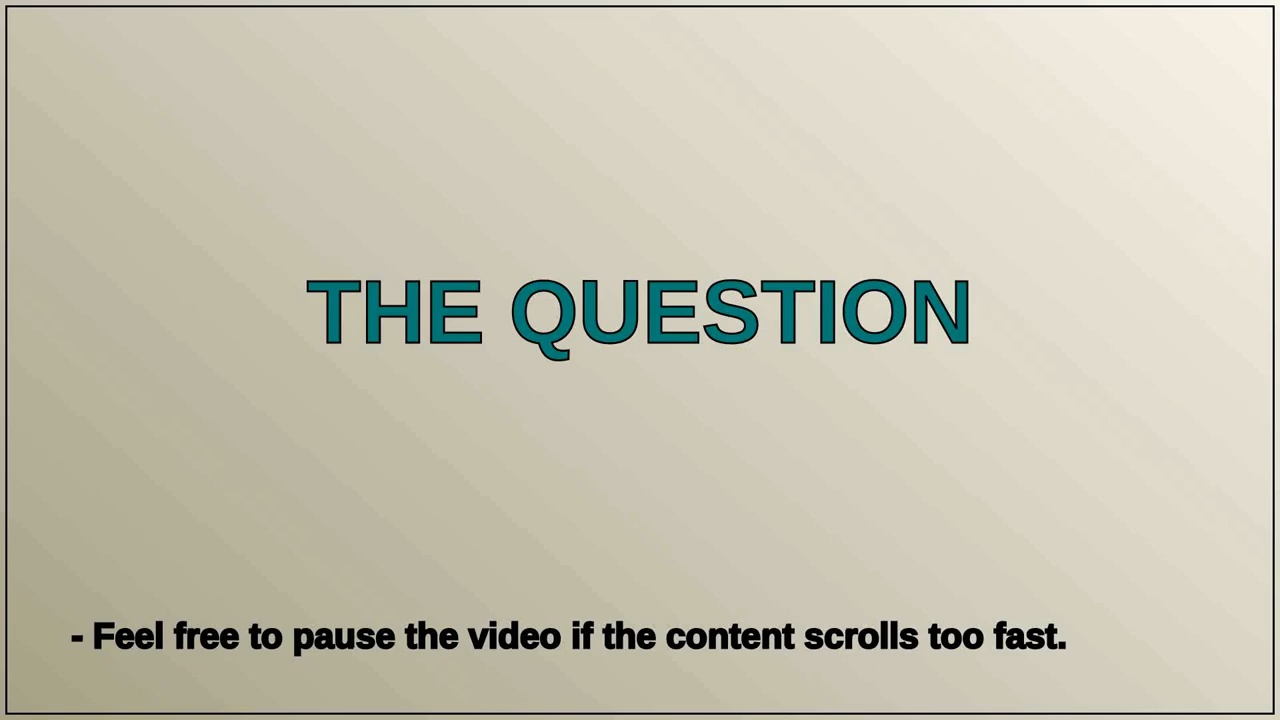 THE QUESTION
- Feel free to pause the video if the content scrolls too fast.